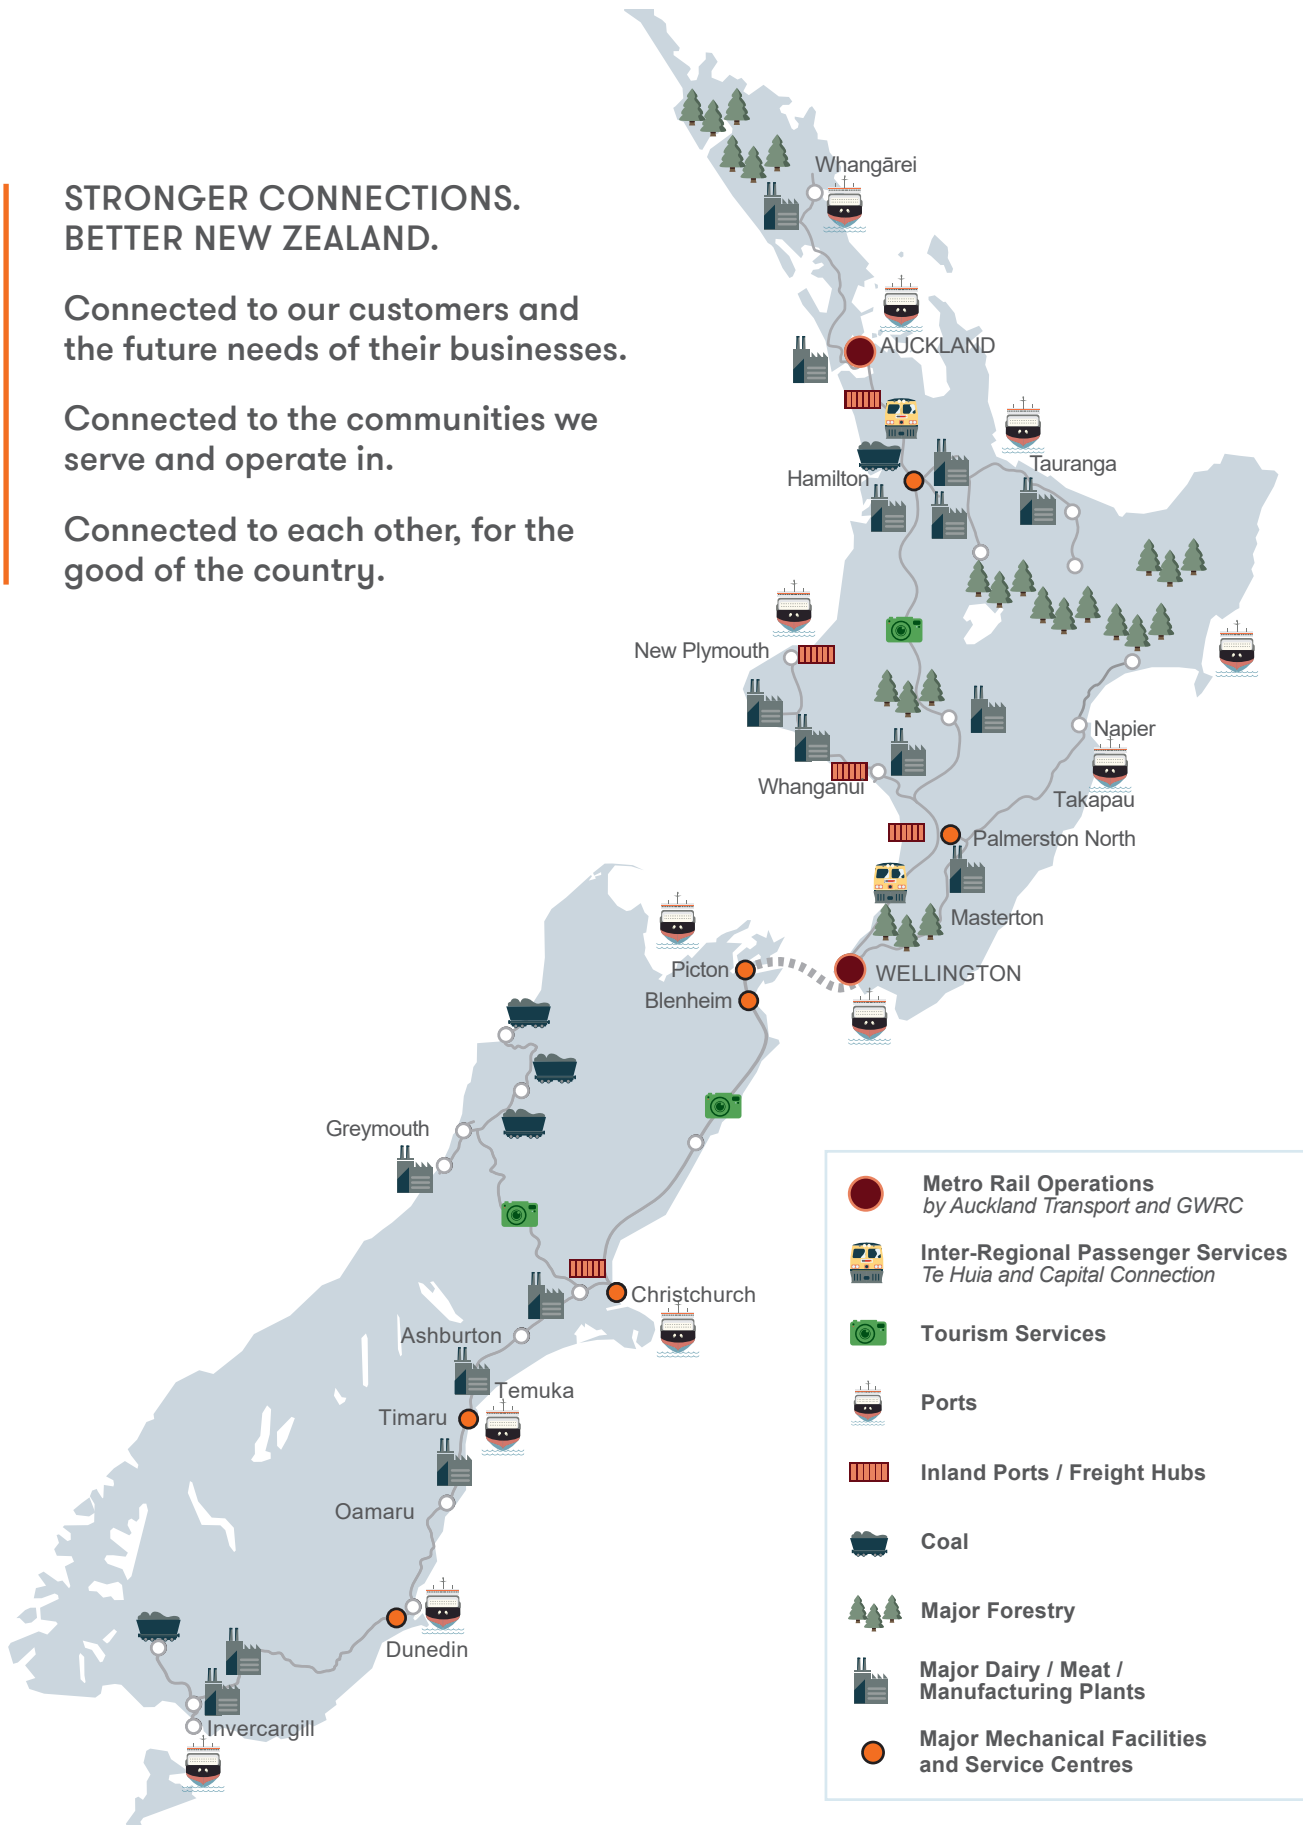 STRONGER CONNECTIONS.
BETTER NEW ZEALAND.
Connected to our customers and
the future needs of their businesses.
Connected to the communities we
serve and operate in.
Connected to each other, for the
good of the country.
Whangārei
AUCKLAND
Tauranga
Hamilton
New Plymouth
Napier
Whanganui
Takapau
Palmerston North
Masterton
WELLINGTON
Picton
Blenheim
Greymouth
Christchurch
Ashburton
Temuka
Timaru
Oamaru
Dunedin
Invercargill
Metro Rail Operations
by Auckland Transport and GWRC
Inter-Regional Passenger Services
Te Huia and Capital Connection
Tourism Services
Ports
Inland Ports / Freight Hubs
Coal
Major Forestry
Major Dairy / Meat /
Manufacturing Plants
Major Mechanical Facilities
and Service Centres